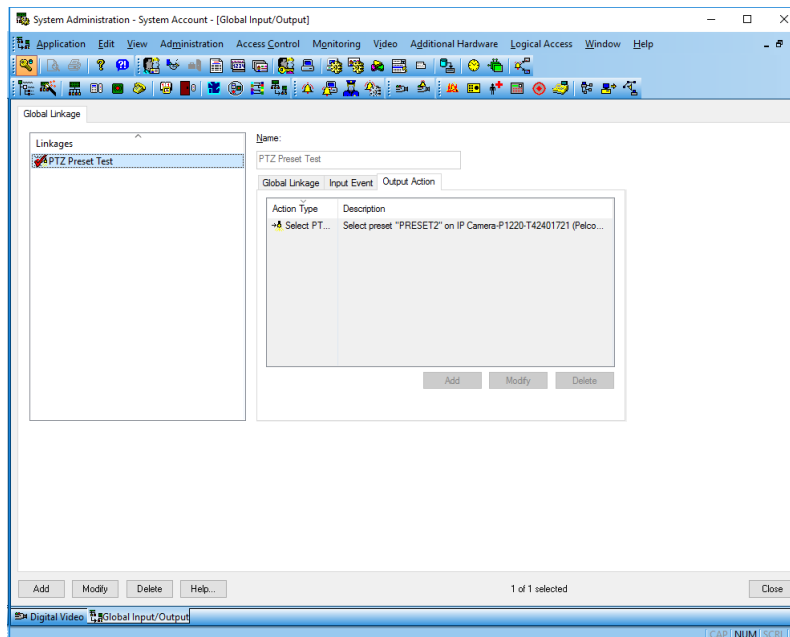 System Administration - System Account - [Global Input/Output]
Application Edit View Administration Access Control Monitoring Video Additional Hardware Logical Access Window Help
Global Linkage
Linkages
PTZ Preset Test
Name:
PTZ Preset Test
Global Linkage Input Event Output Action
Action Type Description
Select PT... Select preset "PRESET2" on IP Camera-P1220-T42401721 (Pelco...
Add Modify Delete
Add Modify Delete Help... 1 of 1 selected Close
Digital Video Global Input/Output
CAP NUM SCRL